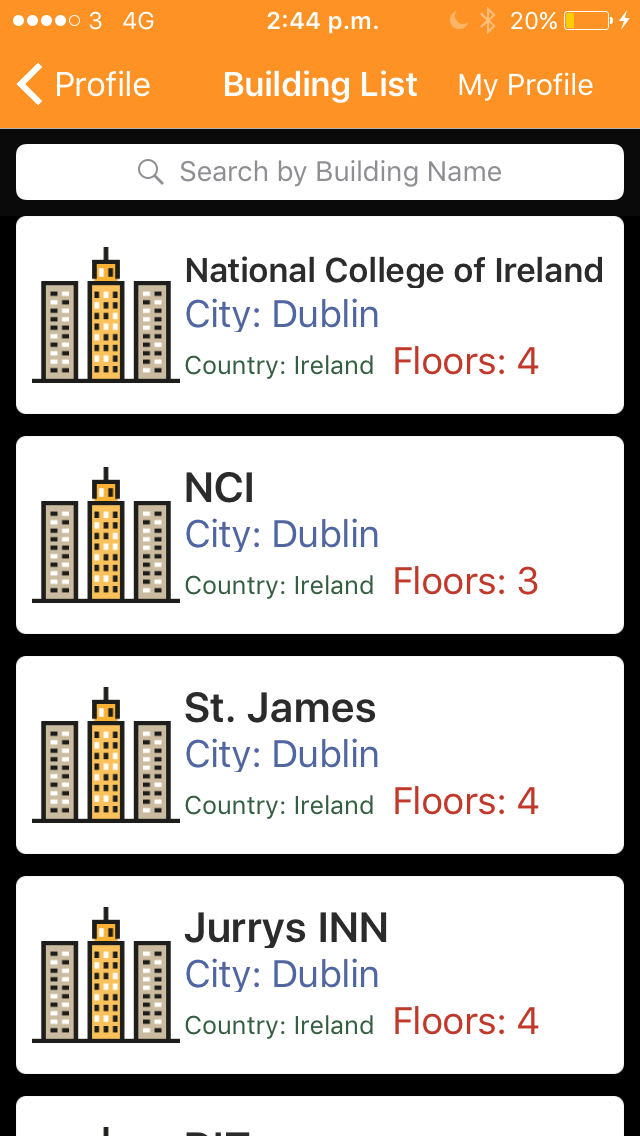 3 4G 2:44 p.m. 20%
Profile Building List My Profile
Search by Building Name
National College of Ireland
City: Dublin
Country: Ireland Floors: 4
NCI
City: Dublin
Country: Ireland Floors: 3
St. James
City: Dublin
Country: Ireland Floors: 4
Jurrys INN
City: Dublin
Country: Ireland Floors: 4